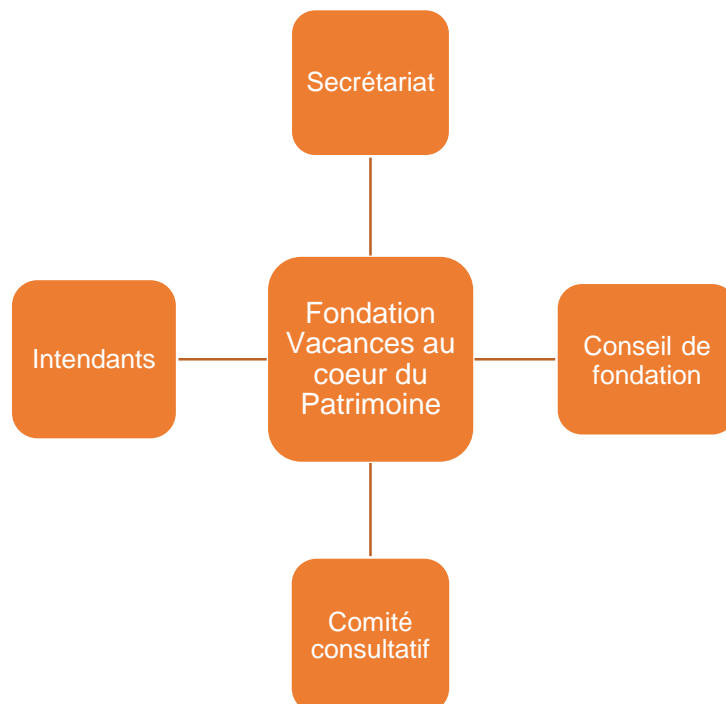 Secrétariat
Fondation
Vacances au
coeur du
Patrimoine
Intendants
Conseil de
fondation
Comité
consultatif